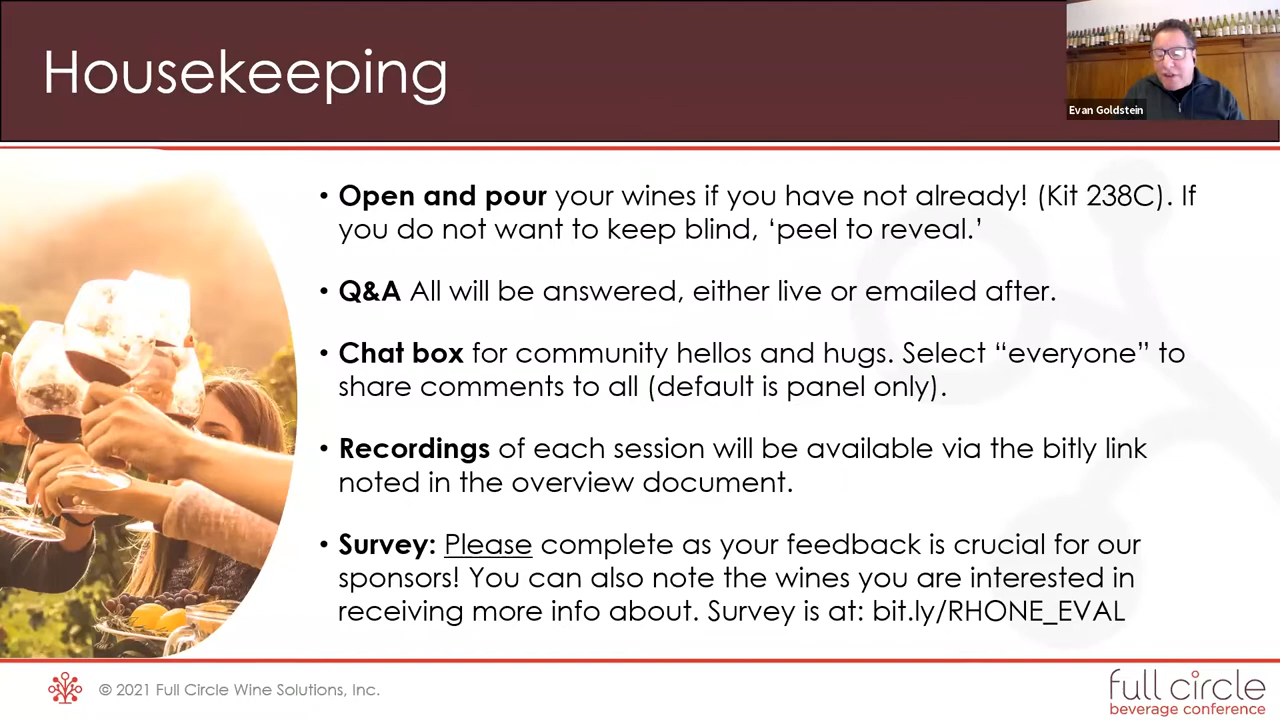 Housekeeping
Evan Goldstein
• Open and pour your wines if you have not already! (Kit 238C). If
you do not want to keep blind, ‘peel to reveal.’
• Q&A All will be answered, either live or emailed after.
• Chat box for community hellos and hugs. Select “everyone” to
share comments to all (default is panel only).
• Recordings of each session will be available via the bitly link
noted in the overview document.
• Survey: Please complete as your feedback is crucial for our
sponsors! You can also note the wines you are interested in
receiving more info about. Survey is at: bit.ly/RHONE_EVAL
© 2021 Full Circle Wine Solutions, Inc.
full circle
beverage conference